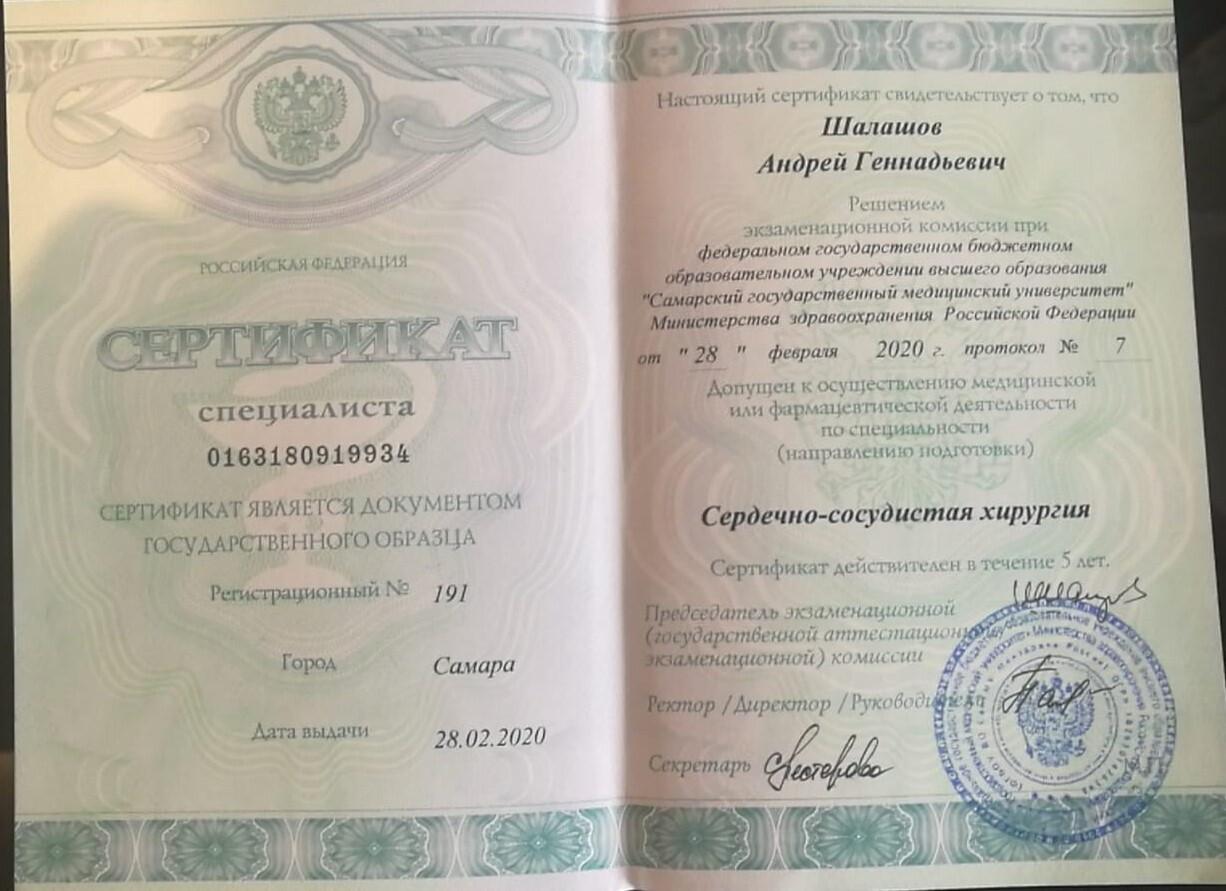 РОССИЙСКАЯ ФЕДЕРАЦИЯ
СЕРТИФИКАТ
специалиста
0163180919934
СЕРТИФИКАТ ЯВЛЯЕТСЯ ДОКУМЕНТОМ
ГОСУДАРСТВЕННОГО ОБРАЗЦА
Регистрационный № 191
Город Самара
Дата выдачи 28.02.2020
Настоящий сертификат свидетельствует о том, что
Шалашов
Андрей Геннадьевич
Решением
экзаменационной комиссии при
федеральном государственном бюджетном
образовательном учреждении высшего образования
"Самарский государственный медицинский университет"
Министерства здравоохранения Российской Федерации
от "28" февраля 2020 г. протокол № 7
Допущен к осуществлению медицинской
или фармацевтической деятельности
по специальности
(направлению подготовки)
Сердечно-сосудистая хирургия
Сертификат действителен в течение 5 лет.
Председатель экзаменационной
(государственной аттестационной
экзаменационной) комиссии
Ректор /Директор /Руководитель
Секретарь